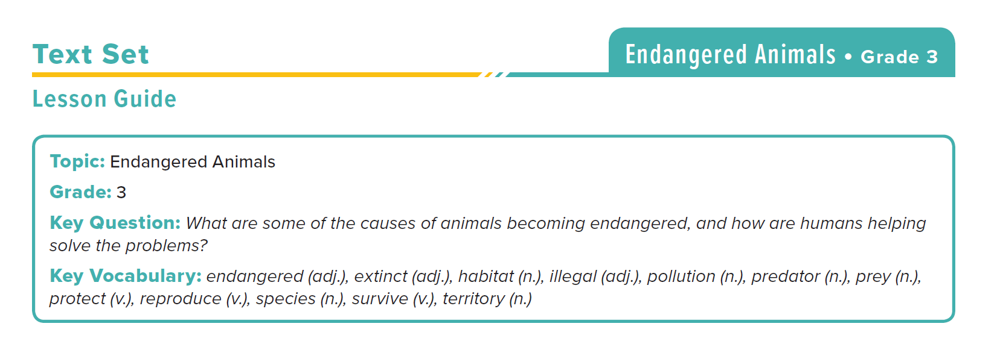 Text Set
Endangered Animals • Grade 3
Lesson Guide
Topic: Endangered Animals
Grade: 3
Key Question: What are some of the causes of animals becoming endangered, and how are humans helping
solve the problems?
Key Vocabulary: endangered (adj.), extinct (adj.), habitat (n.), illegal (adj.), pollution (n.), predator (n.), prey (n.),
protect (v.), reproduce (v.), species (n.), survive (v.), territory (n.)